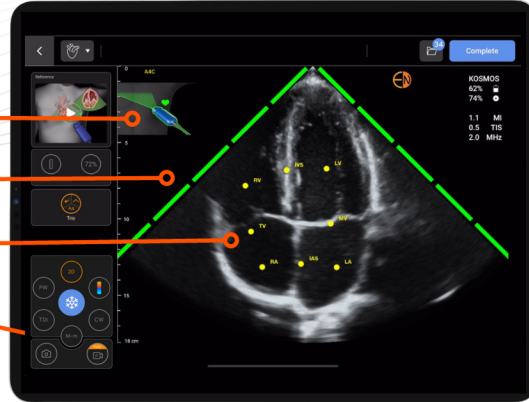 34
Complete
Reference
0
A4C
KOSMOS
62%
74%
1.1 MI
0.5 TIS
2.0 MHz
5
IVS
LV
RV
72%
Trio
10
TV
MV
RA
IAS
LA
2D
PW
TDI
CW
M-m
15
18 cm